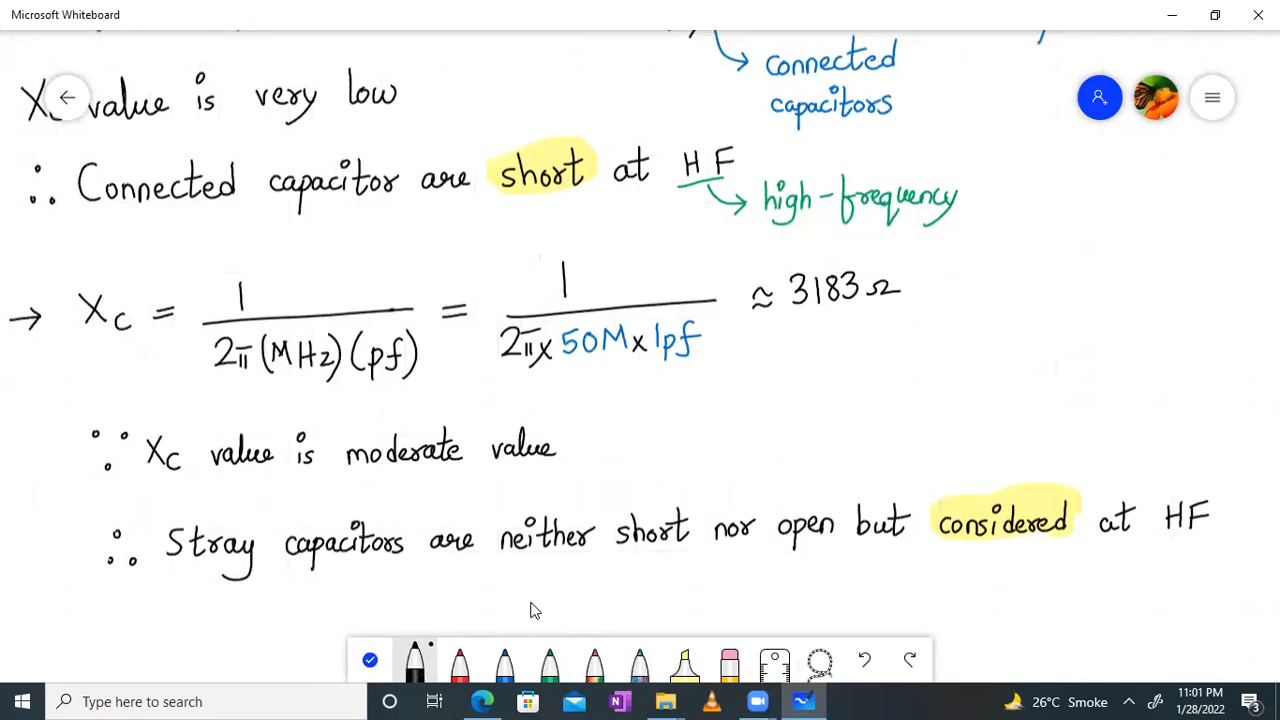 Microsoft Whiteboard
connected
capacitors
X value is very low
∴ Connected capacitor are short at HF
high-frequency
→ Xc = 1 / 2π (MHz) (pf) = 1 / 2π × 50M × 1pf ≈ 3183 Ω
∵ Xc value is moderate value
∴ Stray capacitors are neither short nor open but considered at HF
Type here to search
26°C Smoke
11:01 PM
1/28/2022
3